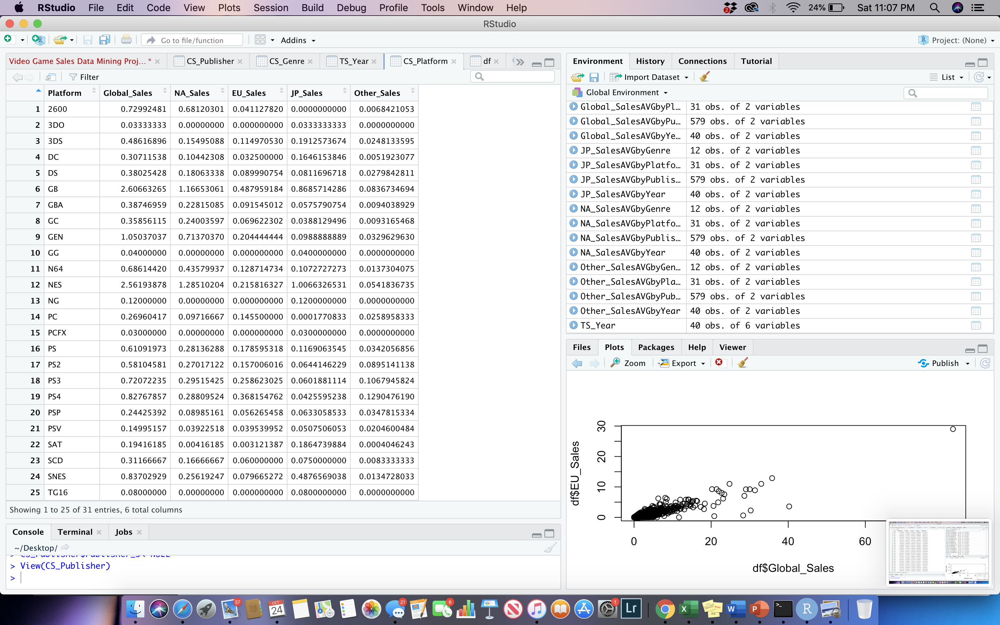 RStudio File Edit Code View Plots Session Build Debug Profile Tools Window Help 2 24% Sat 11:07 PM
RStudio
Go to file/function Addins Project: (None)
Video Game Sales Data Mining Proj... * CS_Publisher CS_Genre TS_Year CS_Platform df
Filter
Platform Global_Sales NA_Sales EU_Sales JP_Sales Other_Sales
1 2600 0.72992481 0.68120301 0.041127820 0.0000000000 0.0068421053
2 3DO 0.03333333 0.00000000 0.000000000 0.0333333333 0.0000000000
3 3DS 0.48616896 0.15495088 0.114970530 0.1912573674 0.0248133595
4 DC 0.30711538 0.10442308 0.032500000 0.1646153846 0.0051923077
5 DS 0.38025428 0.18063338 0.089990754 0.0811696718 0.0279842811
6 GB 2.60663265 1.16653061 0.487959184 0.8685714286 0.0836734694
7 GBA 0.38746959 0.22815085 0.091545012 0.0575790754 0.0094038929
8 GC 0.35856115 0.24003597 0.069622302 0.0388129496 0.0093165468
9 GEN 1.05037037 0.71370370 0.204444444 0.0988888889 0.0329629630
10 GG 0.04000000 0.00000000 0.000000000 0.0400000000 0.0000000000
11 N64 0.68614420 0.43579937 0.128714734 0.1072727273 0.0137304075
12 NES 2.56193878 1.28510204 0.215816327 1.0066326531 0.0541836735
13 NG 0.12000000 0.00000000 0.000000000 0.1200000000 0.0000000000
14 PC 0.26960417 0.09716667 0.145500000 0.0001770833 0.0258958333
15 PCFX 0.03000000 0.00000000 0.000000000 0.0300000000 0.0000000000
16 PS 0.61091973 0.28136288 0.178595318 0.1169063545 0.0342056856
17 PS2 0.58104581 0.27017122 0.157006016 0.0644146229 0.0895141138
18 PS3 0.72072235 0.29515425 0.258623025 0.0601881114 0.1067945824
19 PS4 0.82767857 0.28809524 0.368154762 0.0425595238 0.1290476190
20 PSP 0.24425392 0.08985161 0.056265458 0.0633058533 0.0347815334
21 PSV 0.14995157 0.03922518 0.039539952 0.0507506053 0.0204600484
22 SAT 0.19416185 0.00416185 0.003121387 0.1864739884 0.0004046243
23 SCD 0.31166667 0.16666667 0.060000000 0.0750000000 0.0083333333
24 SNES 0.83702929 0.25619247 0.079665272 0.4876569038 0.0134728033
25 TG16 0.08000000 0.00000000 0.000000000 0.0800000000 0.0000000000
Showing 1 to 25 of 31 entries, 6 total columns
Console Terminal Jobs
~/Desktop/
> View(CS_Publisher)
>
Environment History Connections Tutorial
Import Dataset List
Global Environment
Global_SalesAVGbyPl... 31 obs. of 2 variables
Global_SalesAVGbyPu... 579 obs. of 2 variables
Global_SalesAVGbyYe... 40 obs. of 2 variables
JP_SalesAVGbyGenre 12 obs. of 2 variables
JP_SalesAVGbyPlatfo... 31 obs. of 2 variables
JP_SalesAVGbyPublis... 579 obs. of 2 variables
JP_SalesAVGbyYear 40 obs. of 2 variables
NA_SalesAVGbyGenre 12 obs. of 2 variables
NA_SalesAVGbyPlatfo... 31 obs. of 2 variables
NA_SalesAVGbyPublis... 579 obs. of 2 variables
NA_SalesAVGbyYear 40 obs. of 2 variables
Other_SalesAVGbyGen... 12 obs. of 2 variables
Other_SalesAVGbyPla... 31 obs. of 2 variables
Other_SalesAVGbyPub... 579 obs. of 2 variables
Other_SalesAVGbyYear 40 obs. of 2 variables
TS_Year 40 obs. of 6 variables
Files Plots Packages Help Viewer
Zoom Export Publish
30
20
10
0
df$EU_Sales
0 20 40 60
df$Global_Sales
37 OCT 24 21 6 1 Lr X W P >_ R